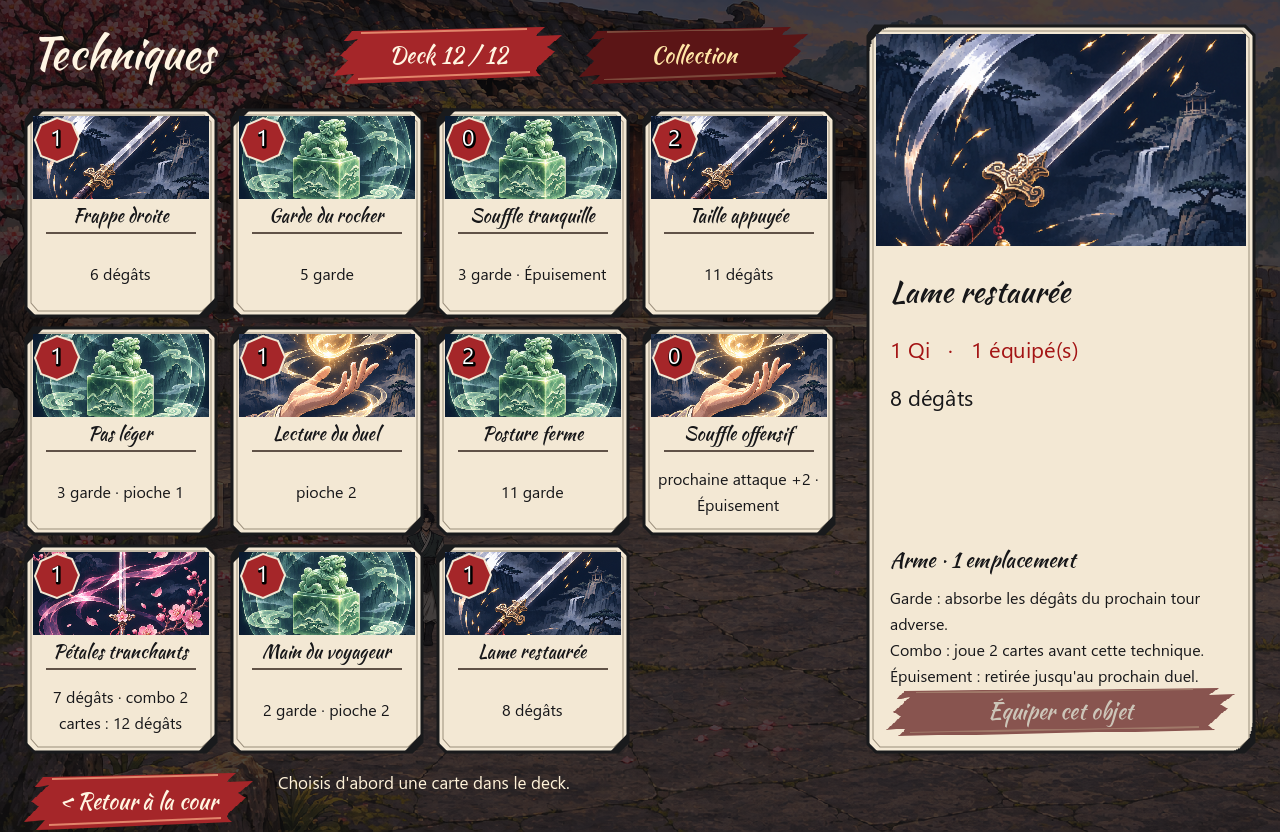 Techniques
Deck 12 / 12
Collection
1
Frappe droite
6 dégâts
1
Garde du rocher
5 garde
0
Souffle tranquille
3 garde · Épuisement
2
Taille appuyée
11 dégâts
1
Pas léger
3 garde · pioche 1
1
Lecture du duel
pioche 2
2
Posture ferme
11 garde
0
Souffle offensif
prochaine attaque +2 ·
Épuisement
1
Pétales tranchants
7 dégâts · combo 2
cartes : 12 dégâts
1
Main du voyageur
2 garde · pioche 2
1
Lame restaurée
8 dégâts
Lame restaurée
1 Qi · 1 équipé(s)
8 dégâts
Arme · 1 emplacement
Garde : absorbe les dégâts du prochain tour
adverse.
Combo : joue 2 cartes avant cette technique.
Épuisement : retirée jusqu'au prochain duel.
Équiper cet objet
< Retour à la cour
Choisis d'abord une carte dans le deck.